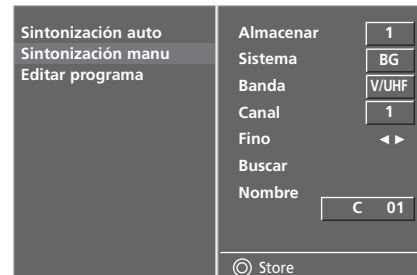 Sintonización auto
Sintonización manu
Editar programa
Almacenar 1
Sistema BG
Banda V/UHF
Canal 1
Fino ◄ ►
Buscar
Nombre
C 01
Store